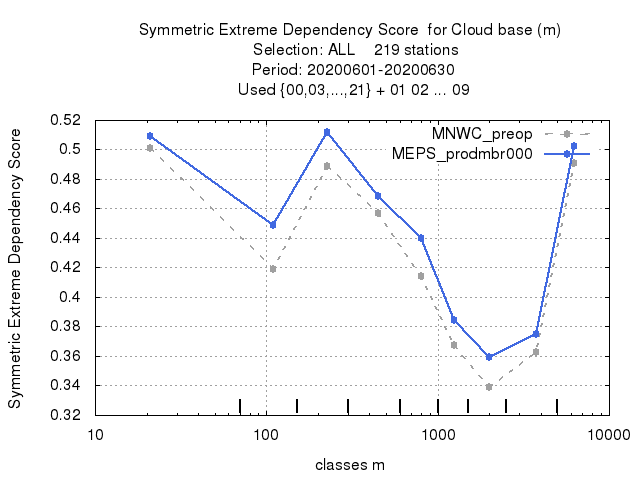 Symmetric Extreme Dependency Score  for Cloud base (m)
Selection: ALL    219 stations
Period: 20200601-20200630
Used {00,03,...,21} + 01 02 ... 09
Symmetric Extreme Dependency Score
0.52
0.5
0.48
0.46
0.44
0.42
0.4
0.38
0.36
0.34
0.32
MNWC_preop
MEPS_prodmbr000
10
100
1000
10000
classes m